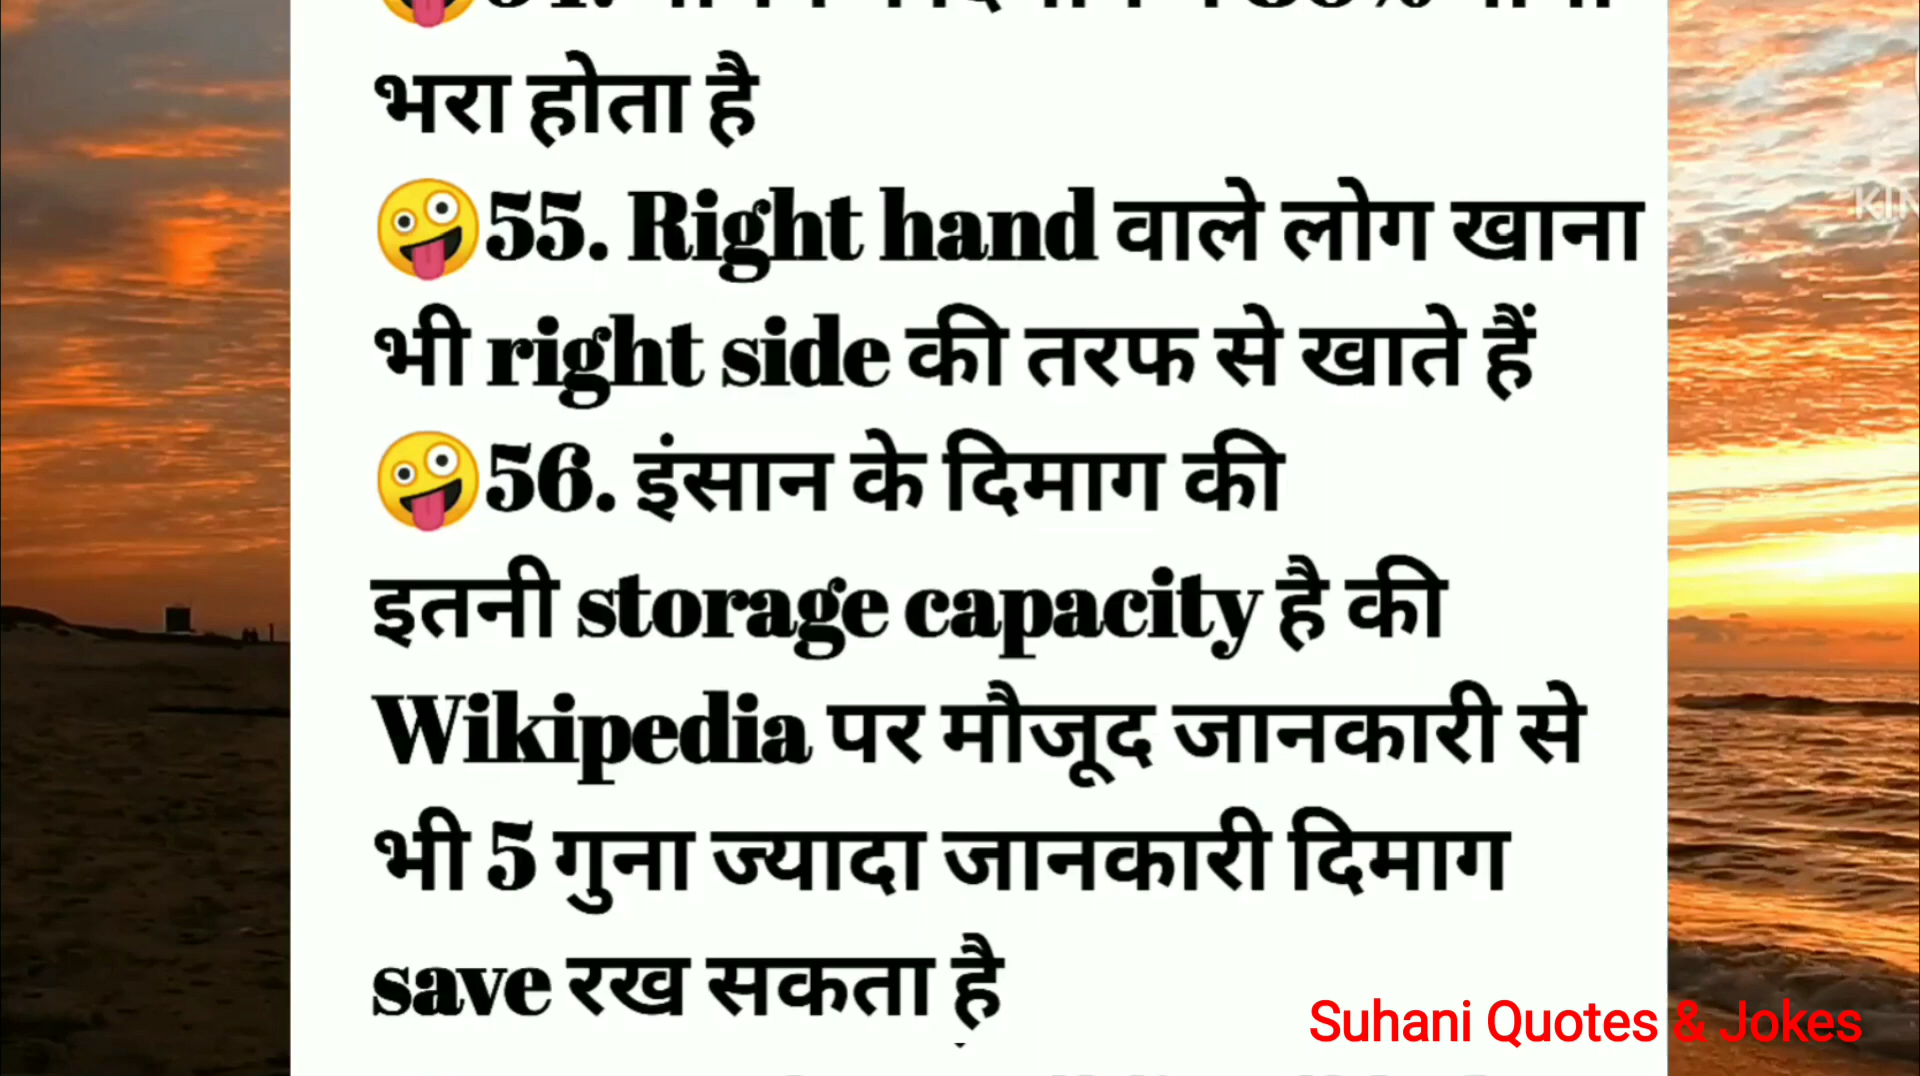 भरा होता है
🤪55. Right hand वाले लोग खाना
भी right side की तरफ से खाते हैं
🤪56. इंसान के दिमाग की
इतनी storage capacity है की
Wikipedia पर मौजूद जानकारी से
भी 5 गुना ज्यादा जानकारी दिमाग
save रख सकता है
Suhani Quotes & Jokes